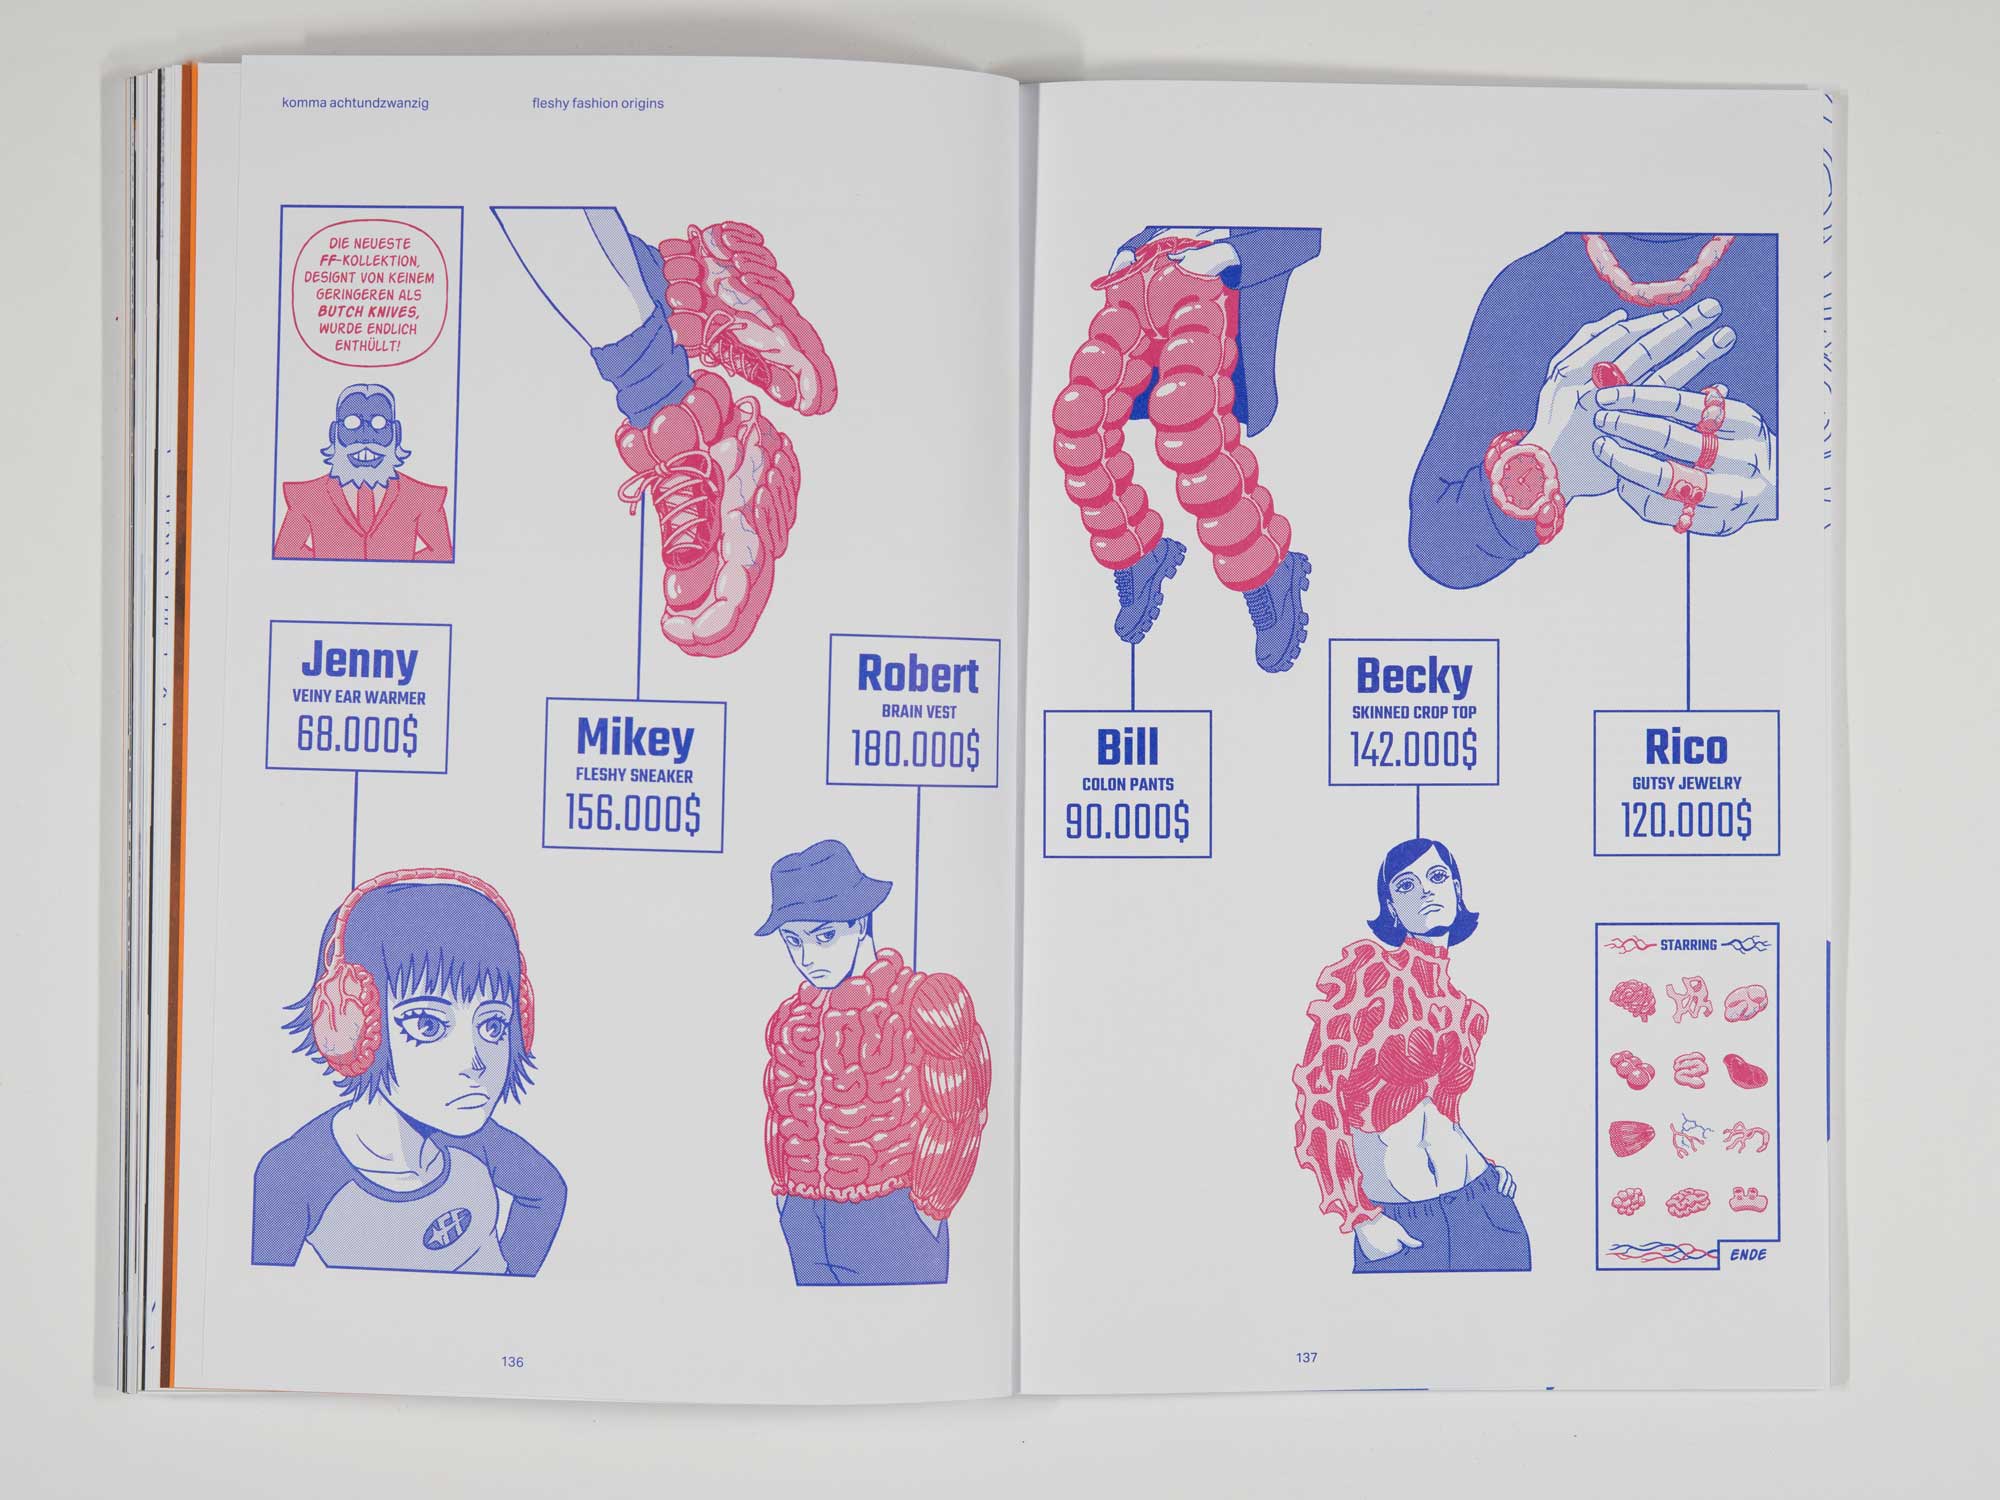 komma achtundzwanzig
fleshy fashion origins
DIE NEUESTE
FF-KOLLEKTION,
DESIGNT VON KEINEM
GERINGEREN ALS
BUTCH KNIVES,
WURDE ENDLICH
ENTHÜLLT!
Jenny
VEINY EAR WARMER
68.000$
Mikey
FLESHY SNEAKER
156.000$
Robert
BRAIN VEST
180.000$
FF
136
Bill
COLON PANTS
90.000$
Becky
SKINNED CROP TOP
142.000$
Rico
GUTSY JEWELRY
120.000$
STARRING
ENDE
137